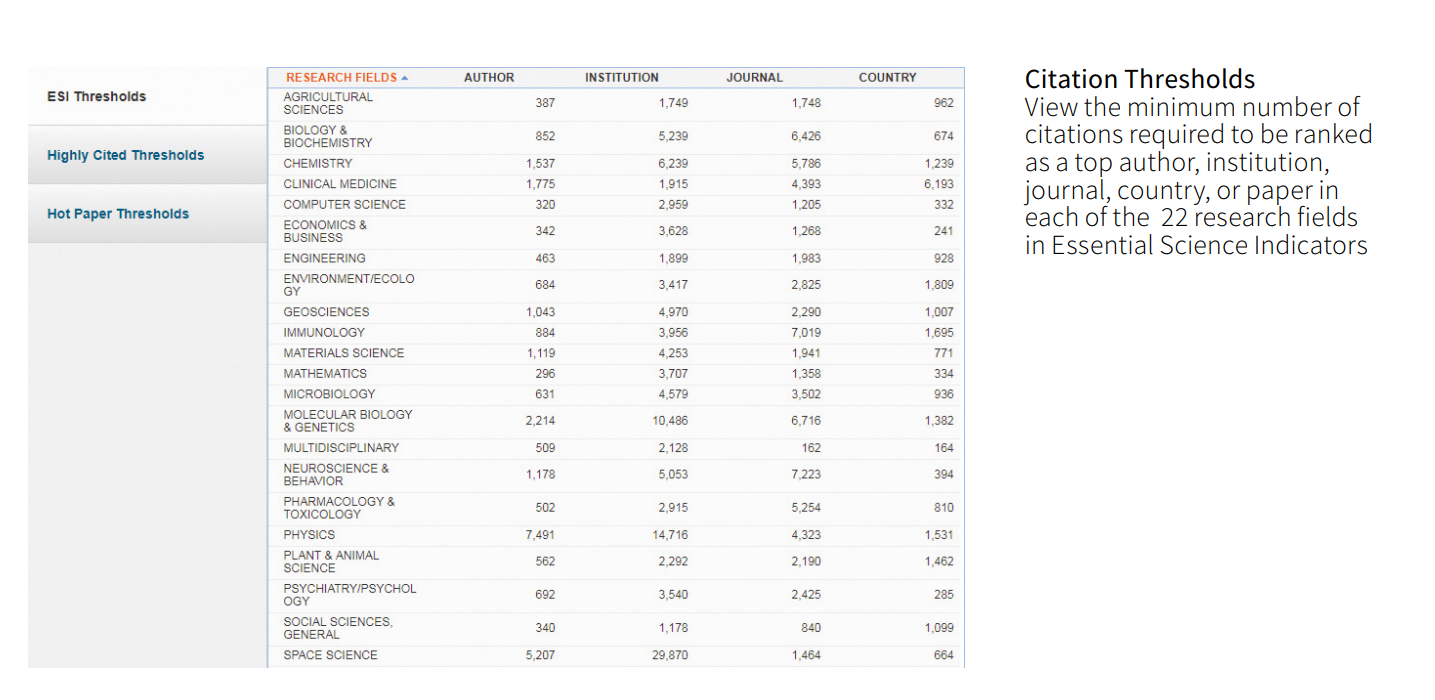 ESI Thresholds
Highly Cited Thresholds
Hot Paper Thresholds
RESEARCH FIELDS AUTHOR INSTITUTION JOURNAL COUNTRY
AGRICULTURAL
SCIENCES 387 1,749 1,748 962
BIOLOGY &
BIOCHEMISTRY 852 5,239 6,426 674
CHEMISTRY 1,537 6,239 5,786 1,239
CLINICAL MEDICINE 1,775 1,915 4,393 6,193
COMPUTER SCIENCE 320 2,959 1,205 332
ECONOMICS &
BUSINESS 342 3,628 1,268 241
ENGINEERING 463 1,899 1,983 928
ENVIRONMENT/ECOLO
GY 684 3,417 2,825 1,809
GEOSCIENCES 1,043 4,970 2,290 1,007
IMMUNOLOGY 884 3,956 7,019 1,695
MATERIALS SCIENCE 1,119 4,253 1,941 771
MATHEMATICS 296 3,707 1,358 334
MICROBIOLOGY 631 4,579 3,502 936
MOLECULAR BIOLOGY
& GENETICS 2,214 10,486 6,716 1,382
MULTIDISCIPLINARY 509 2,128 162 164
NEUROSCIENCE &
BEHAVIOR 1,178 5,053 7,223 394
PHARMACOLOGY &
TOXICOLOGY 502 2,915 5,254 810
PHYSICS 7,491 14,716 4,323 1,531
PLANT & ANIMAL
SCIENCE 562 2,292 2,190 1,462
PSYCHIATRY/PSYCHOL
OGY 692 3,540 2,425 285
SOCIAL SCIENCES,
GENERAL 340 1,178 840 1,099
SPACE SCIENCE 5,207 29,870 1,464 664
Citation Thresholds
View the minimum number of
citations required to be ranked
as a top author, institution,
journal, country, or paper in
each of the 22 research fields
in Essential Science Indicators